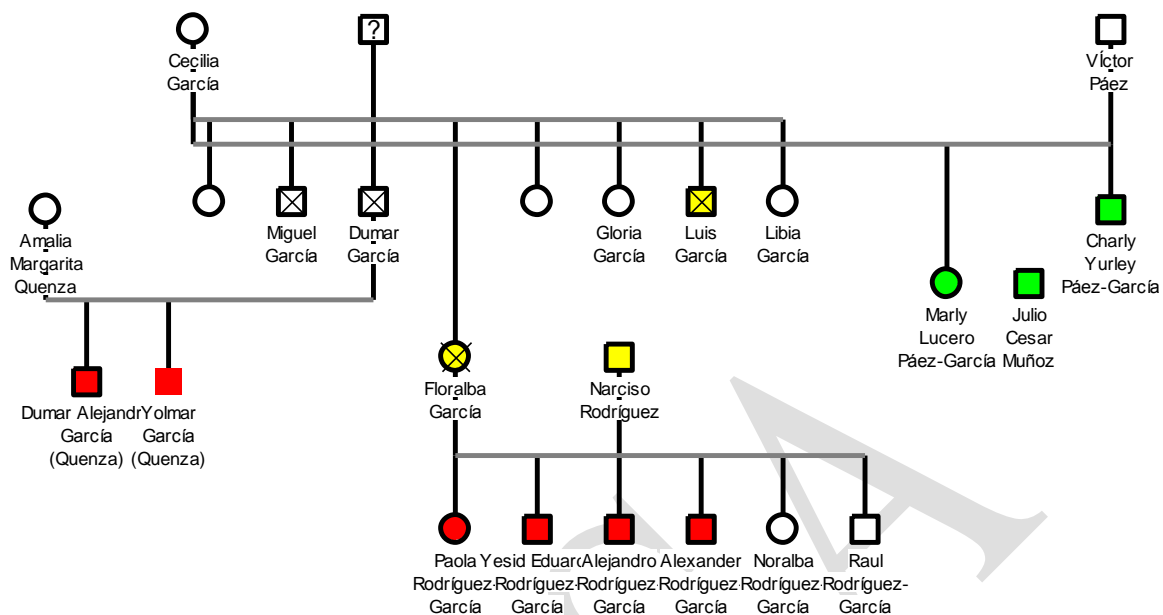 ?
Cecilia
García
VÍctor
Páez
Amalia
Margarita
Quenza
Miguel
García
Dumar
García
Gloria
García
Luis
García
Libia
García
Charly
Yurley
Páez-García
Marly
Lucero
Páez-García
Julio
Cesar
Muñoz
Floralba
García
Narciso
Rodríguez
Dumar Alejandr
García
(Quenza)
Yolmar
García
(Quenza)
Paola
Rodríguez-
García
Yesid Eduard
Rodríguez-
García
Alejandro
Rodríguez-
García
Alexander
Rodríguez-
García
Noralba
Rodríguez-
García
Raul
Rodríguez-
García